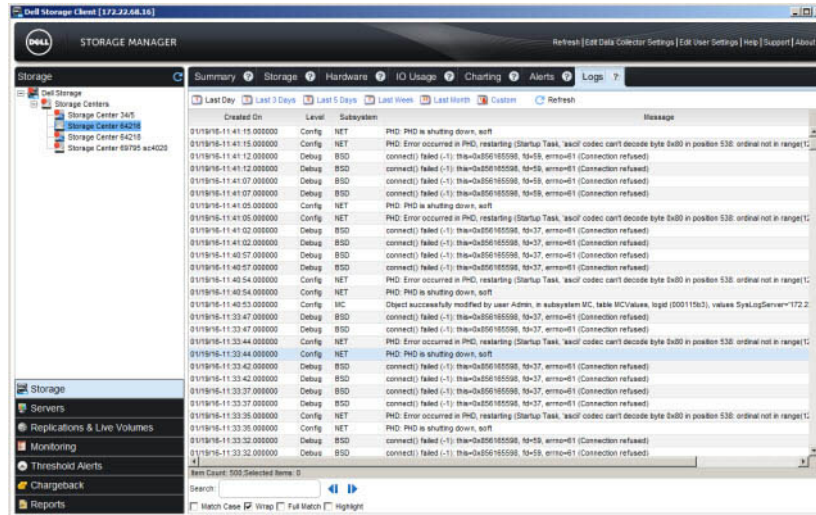 Dell Storage Client [172.22.68.16]
DELL
STORAGE MANAGER
Refresh | Edit Data Collector Settings | Edit User Settings | Help | Support | About
Storage
Summary ? Storage ? Hardware ? IO Usage ? Charting ? Alerts ? Logs ?
Dell Storage
Storage Centers
Storage Center 34/5
Storage Center 64216
Storage Center 64218
Storage Center 69795 sc4020
Last Day Last 3 Days Last 5 Days Last Week Last Month Custom Refresh
Created On Level Subsystem Message
01/19/16-11:41:15.000000 Config NET PHD: PHD is shutting down, soft
01/19/16-11:41:15.000000 Config NET PHD: Error occurred in PHD, restarting (Startup Task, 'ascii' codec can't decode byte 0x80 in position 538: ordinal not in range(12
01/19/16-11:41:12.000000 Debug BSD connect() failed (-1): this=0x856165598, fd=59, errno=61 (Connection refused)
01/19/16-11:41:12.000000 Debug BSD connect() failed (-1): this=0x856165598, fd=59, errno=61 (Connection refused)
01/19/16-11:41:07.000000 Debug BSD connect() failed (-1): this=0x856165598, fd=59, errno=61 (Connection refused)
01/19/16-11:41:07.000000 Debug BSD connect() failed (-1): this=0x856165598, fd=59, errno=61 (Connection refused)
01/19/16-11:41:05.000000 Config NET PHD: PHD is shutting down, soft
01/19/16-11:41:05.000000 Config NET PHD: Error occurred in PHD, restarting (Startup Task, 'ascii' codec can't decode byte 0x80 in position 538: ordinal not in range(12
01/19/16-11:41:02.000000 Debug BSD connect() failed (-1): this=0x856165598, fd=37, errno=61 (Connection refused)
01/19/16-11:41:02.000000 Debug BSD connect() failed (-1): this=0x856165598, fd=37, errno=61 (Connection refused)
01/19/16-11:40:57.000000 Debug BSD connect() failed (-1): this=0x856165598, fd=37, errno=61 (Connection refused)
01/19/16-11:40:57.000000 Debug BSD connect() failed (-1): this=0x856165598, fd=37, errno=61 (Connection refused)
01/19/16-11:40:54.000000 Config NET PHD: Error occurred in PHD, restarting (Startup Task, 'ascii' codec can't decode byte 0x80 in position 538: ordinal not in range(12
01/19/16-11:40:54.000000 Config NET PHD: PHD is shutting down, soft
01/19/16-11:40:53.000000 Config MC Object successfully modified by user Admin, in subsystem MC, table MCValues, logid (000115b3), values SysLogServer='172.2
01/19/16-11:33:47.000000 Debug BSD connect() failed (-1): this=0x856165598, fd=37, errno=61 (Connection refused)
01/19/16-11:33:47.000000 Debug BSD connect() failed (-1): this=0x856165598, fd=37, errno=61 (Connection refused)
01/19/16-11:33:44.000000 Config NET PHD: Error occurred in PHD, restarting (Startup Task, 'ascii' codec can't decode byte 0x80 in position 538: ordinal not in range(12
01/19/16-11:33:44.000000 Config NET PHD: PHD is shutting down, soft
01/19/16-11:33:42.000000 Debug BSD connect() failed (-1): this=0x856165598, fd=37, errno=61 (Connection refused)
01/19/16-11:33:42.000000 Debug BSD connect() failed (-1): this=0x856165598, fd=37, errno=61 (Connection refused)
01/19/16-11:33:37.000000 Debug BSD connect() failed (-1): this=0x856165598, fd=37, errno=61 (Connection refused)
01/19/16-11:33:37.000000 Debug BSD connect() failed (-1): this=0x856165598, fd=37, errno=61 (Connection refused)
01/19/16-11:33:35.000000 Config NET PHD: Error occurred in PHD, restarting (Startup Task, 'ascii' codec can't decode byte 0x80 in position 538: ordinal not in range(12
01/19/16-11:33:35.000000 Config NET PHD: PHD is shutting down, soft
01/19/16-11:33:32.000000 Debug BSD connect() failed (-1): this=0x856165598, fd=59, errno=61 (Connection refused)
01/19/16-11:33:32.000000 Debug BSD connect() failed (-1): this=0x856165598, fd=59, errno=61 (Connection refused)
Item Count: 500;Selected Items: 0
Search:
Match Case Wrap Full Match Highlight
Storage
Servers
Replications & Live Volumes
Monitoring
Threshold Alerts
Chargeback
Reports